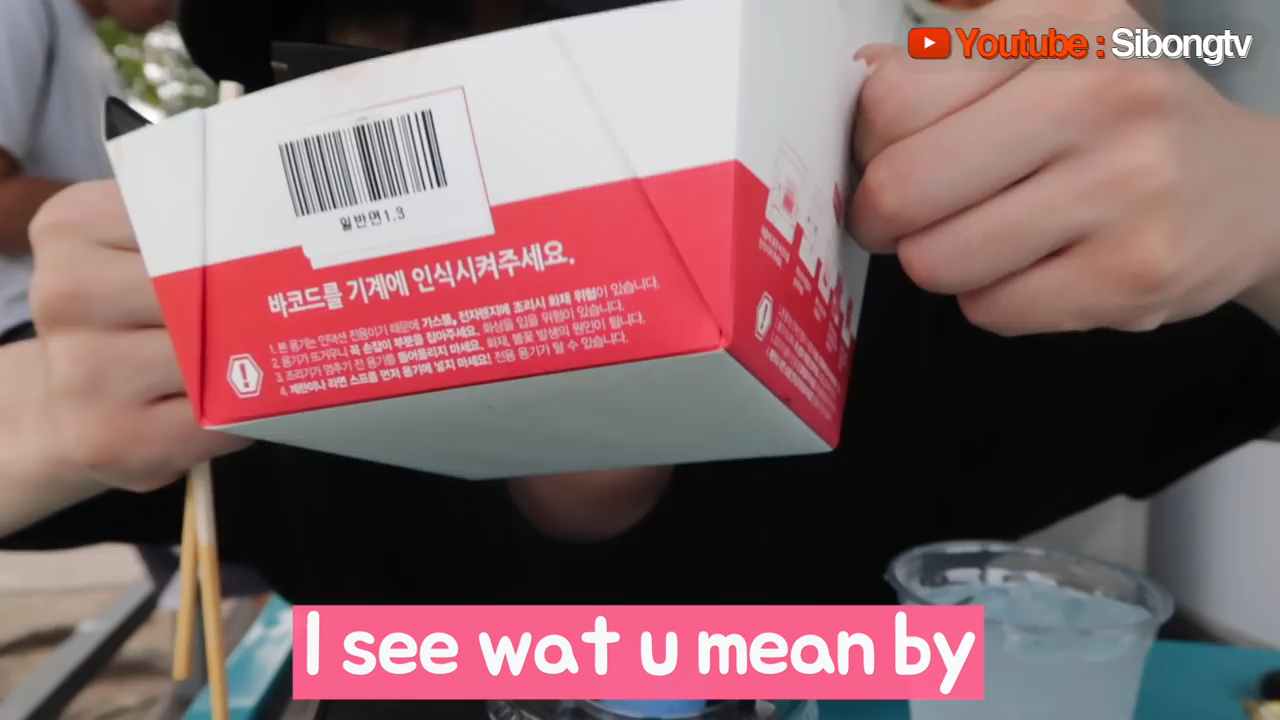 Youtube : Sibongtv
일반면1.3
바코드를 기계에 인식시켜주세요.
1. 본 용기는 인덕션 전용이기 때문에 가스불, 전자렌지에 조리시 화재 위험이 있습니다.
2. 용기가 뜨거우니 꼭 손잡이 부분을 잡아주세요. 화상을 입을 위험이 있습니다.
3. 조리기가 멈추기 전 용기를 들어올리지 마세요. 화재, 불꽃 발생의 원인이 됩니다.
4. 계란이나 라면 스프를 먼저 용기에 넣지 마세요! 전용 용기가 탈 수 있습니다.
I see wat u mean by